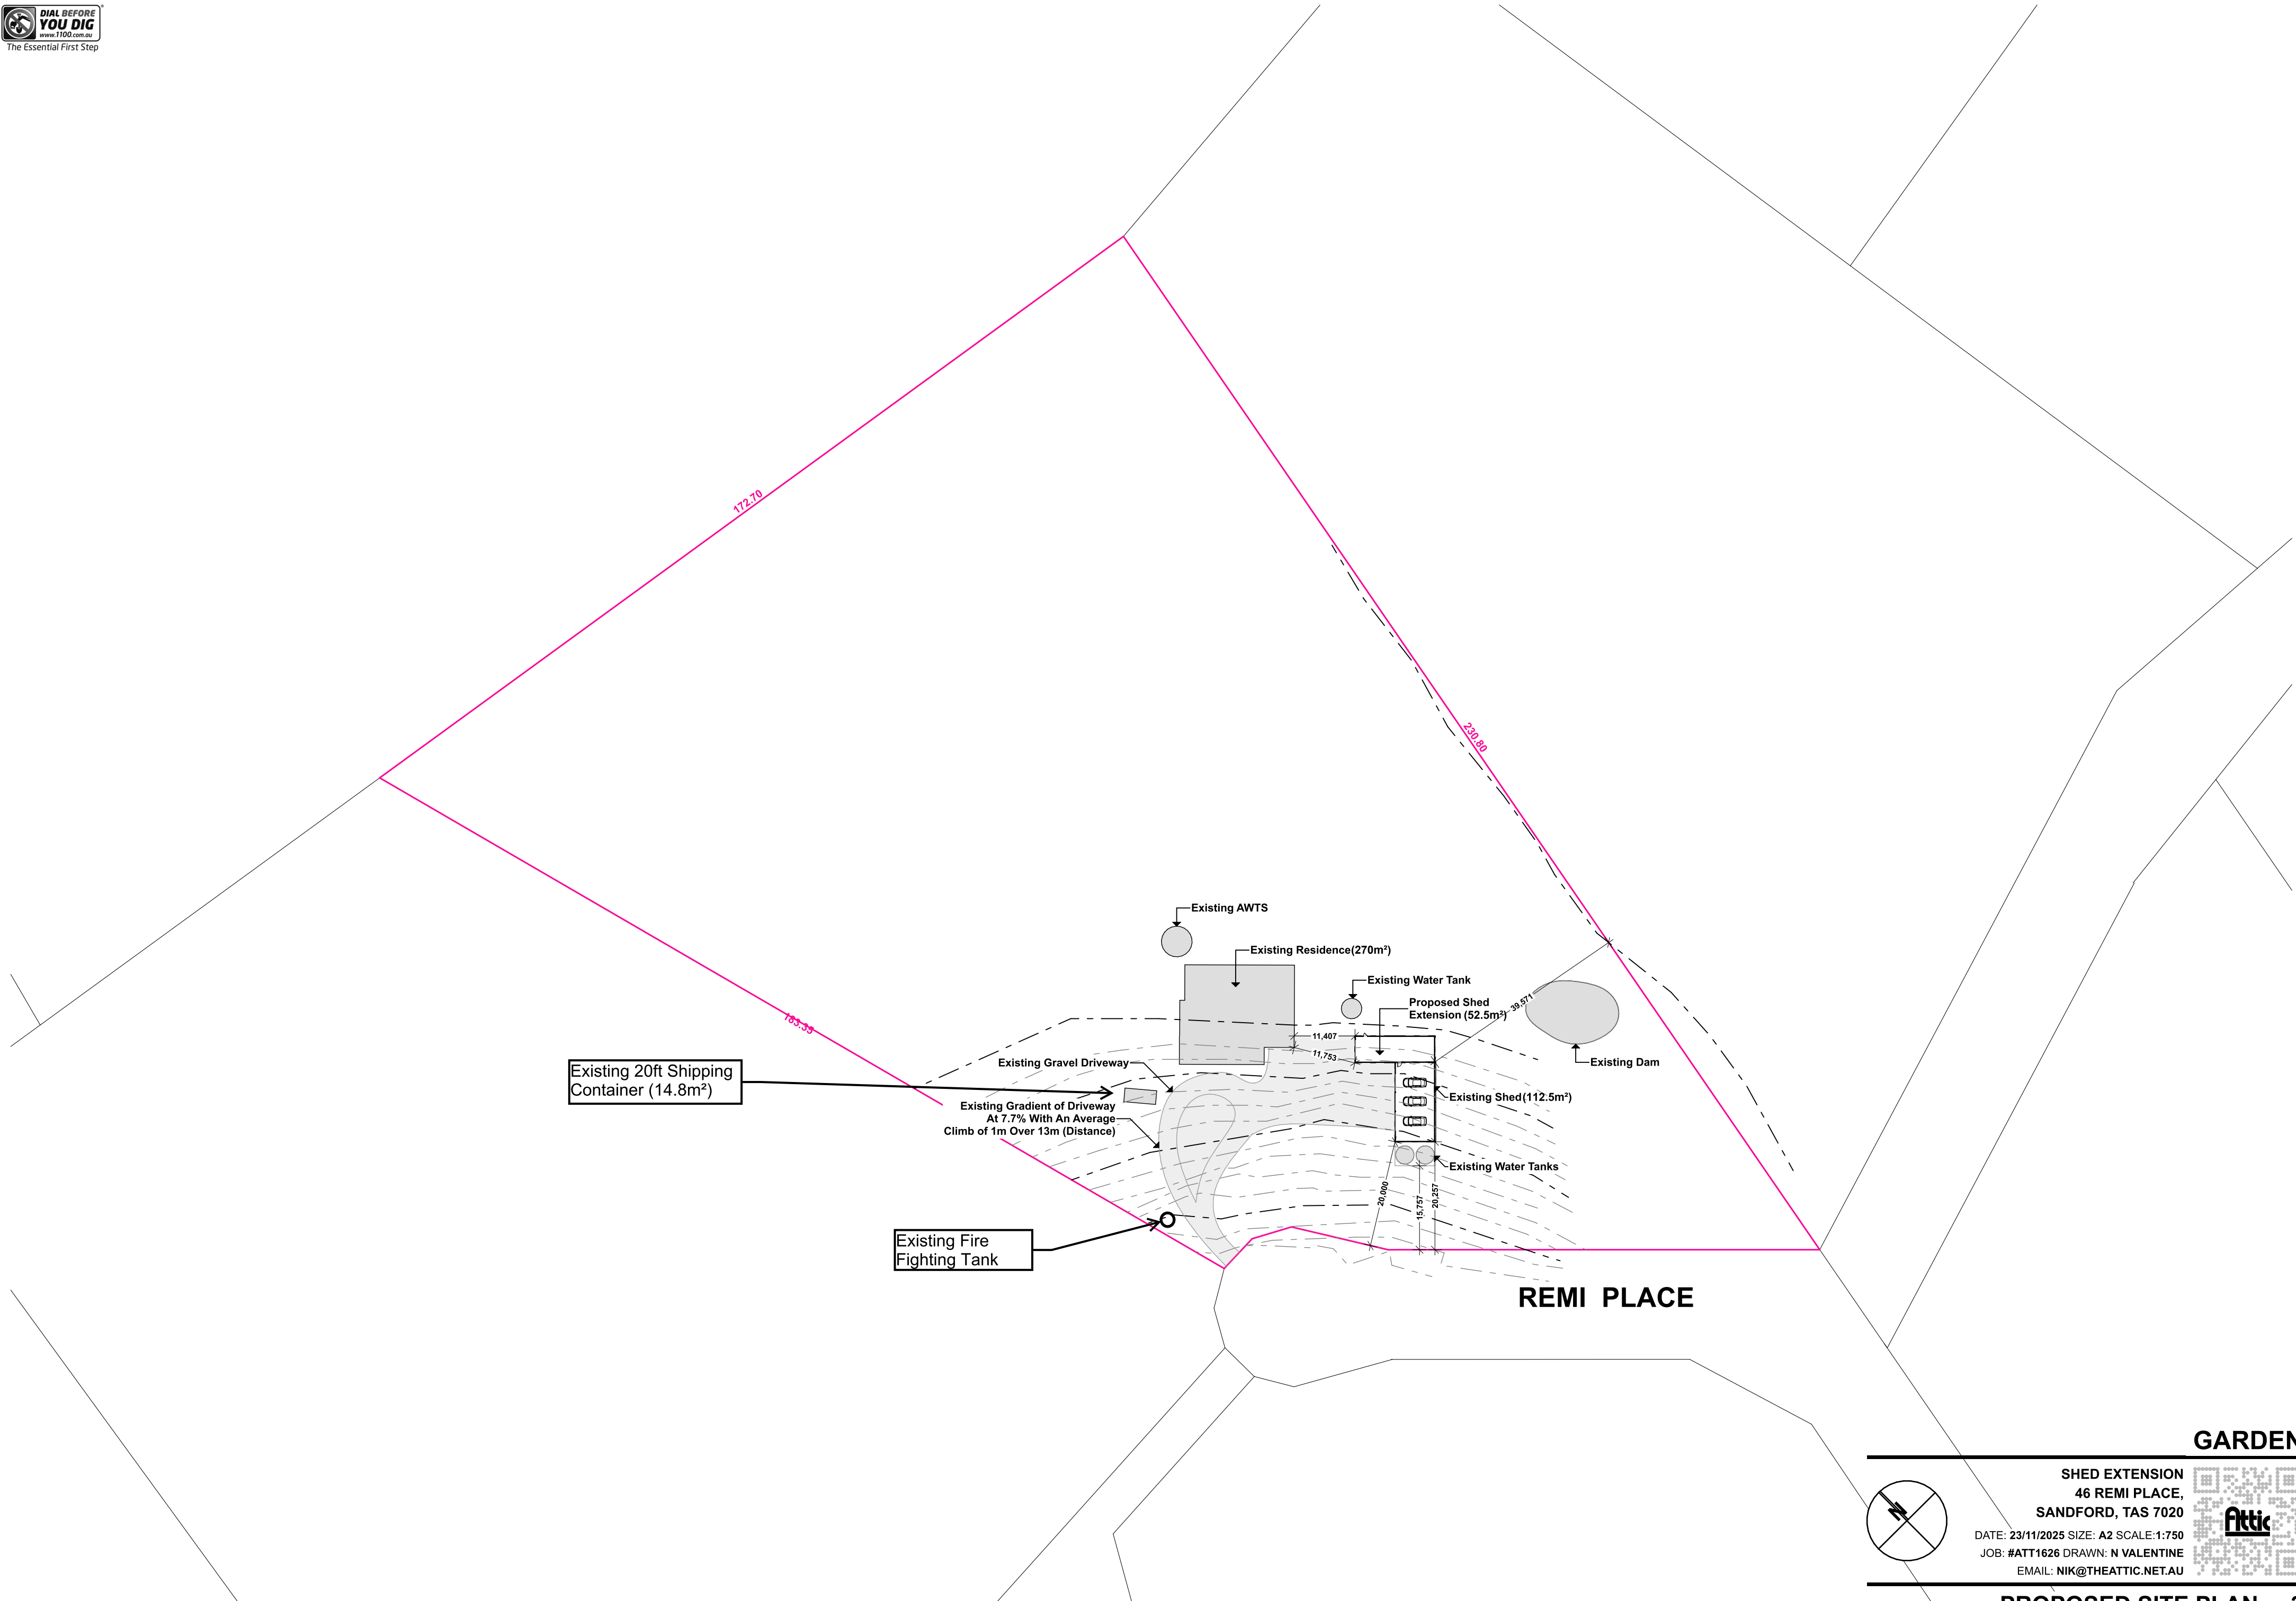 DIAL BEFORE
YOU DIG
www.1100.com.au
The Essential First Step
172.70
230.80
183.35
Existing AWTS
Existing Residence(270m²)
Existing Water Tank
Proposed Shed
Extension (52.5m²)
39,571
11,407
11,753
Existing Dam
Existing Gravel Driveway
Existing 20ft Shipping
Container (14.8m²)
Existing Shed(112.5m²)
Existing Gradient of Driveway
At 7.7% With An Average
Climb of 1m Over 13m (Distance)
Existing Water Tanks
20,000
15,757
20,257
Existing Fire
Fighting Tank
REMI PLACE
GARDEN
N
SHED EXTENSION
46 REMI PLACE,
SANDFORD, TAS 7020
Attic
DATE: 23/11/2025 SIZE: A2 SCALE:1:750
JOB: #ATT1626 DRAWN: N VALENTINE
EMAIL: NIK@THEATTIC.NET.AU
PROPOSED SITE PLAN